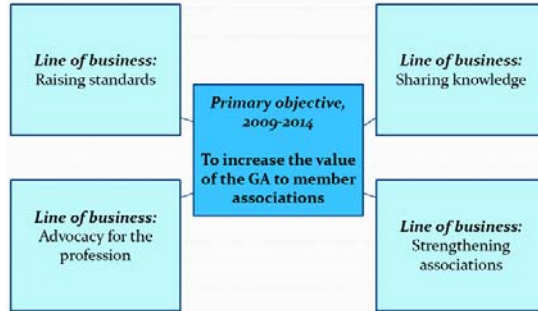 Line of business:
Raising standards
Line of business:
Sharing knowledge
Primary objective,
2009-2014
To increase the value
of the GA to member
associations
Line of business:
Advocacy for the
profession
Line of business:
Strengthening
associations